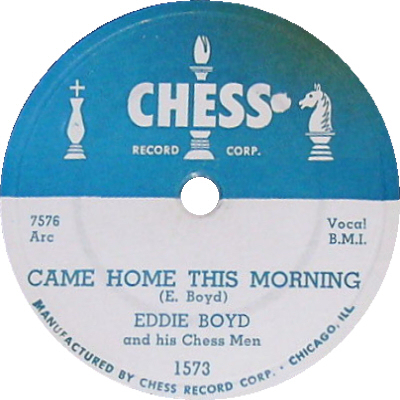 CHESS
RECORD CORP.
7576
Arc
Vocal
B.M.I.
CAME HOME THIS MORNING
(E. Boyd)
EDDIE BOYD
and his Chess Men
1573
MANUFACTURED BY CHESS RECORD CORP. · CHICAGO, ILL